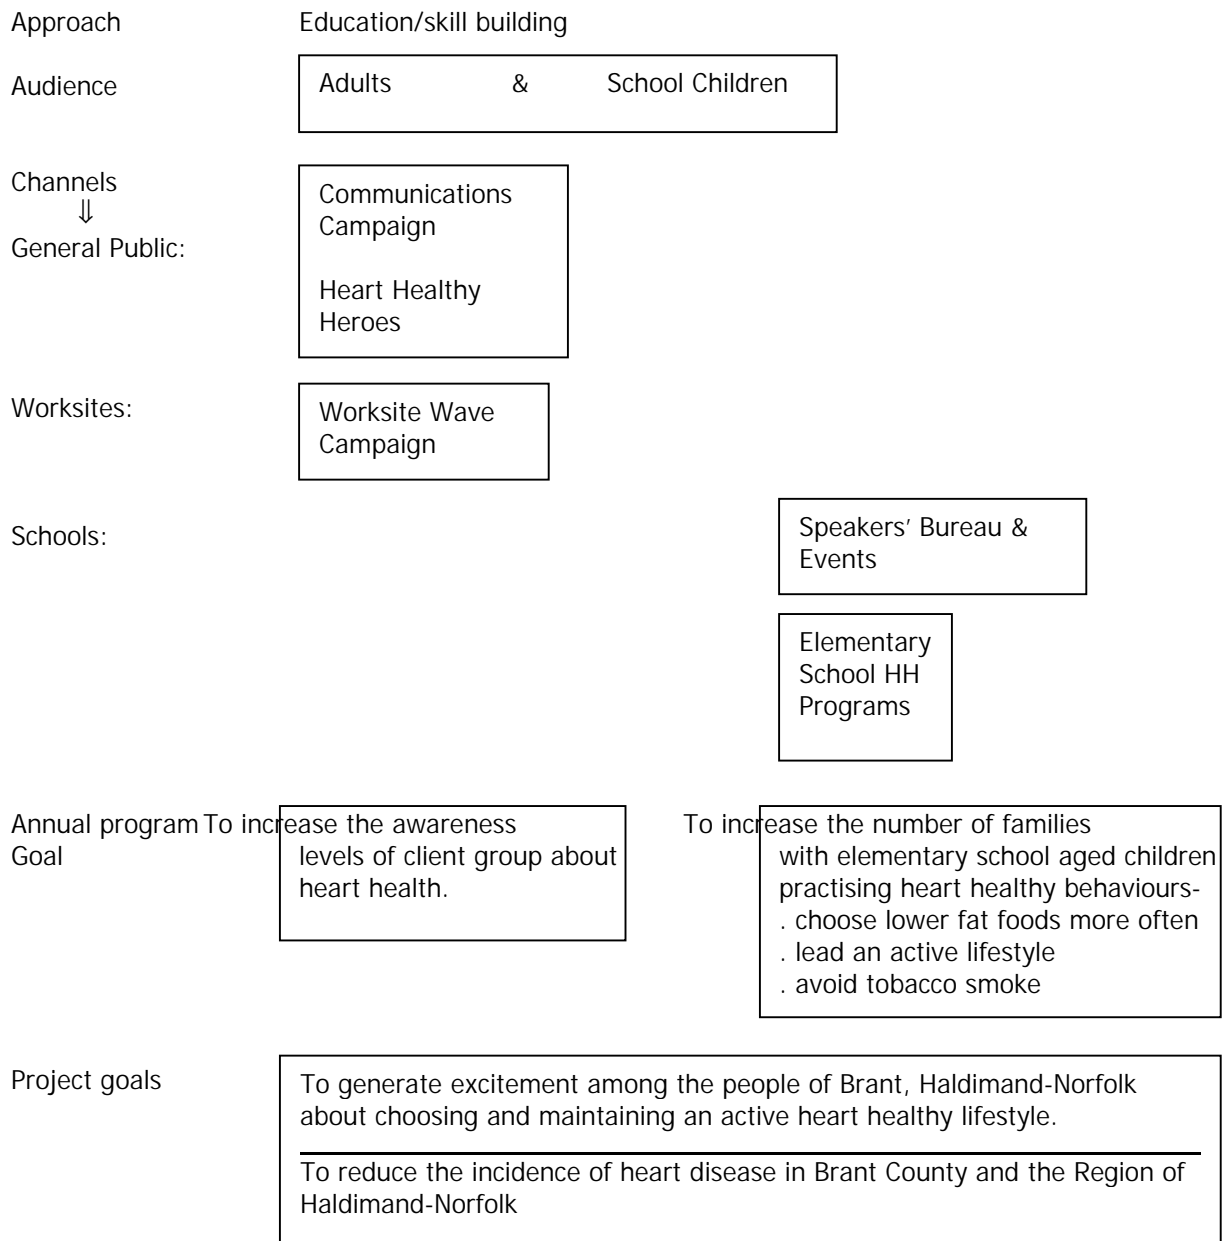 Approach Education/skill building
Audience Adults & School Children
Channels
⇓
General Public:
Communications
Campaign
Heart Healthy
Heroes
Worksites: Worksite Wave
Campaign
Schools: Speakers' Bureau &
Events
Elementary
School HH
Programs
Annual program To increase the awareness
Goal levels of client group about
heart health.
To increase the number of families
with elementary school aged children
practising heart healthy behaviours-
. choose lower fat foods more often
. lead an active lifestyle
. avoid tobacco smoke
Project goals To generate excitement among the people of Brant, Haldimand-Norfolk
about choosing and maintaining an active heart healthy lifestyle.
To reduce the incidence of heart disease in Brant County and the Region of
Haldimand-Norfolk